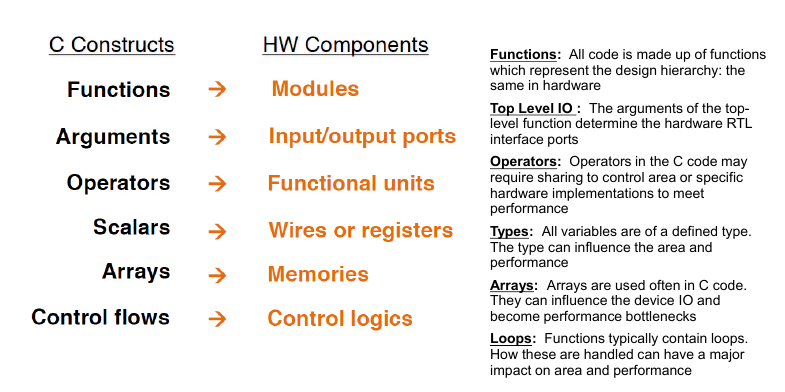 C Constructs HW Components
Functions → Modules
Arguments → Input/output ports
Operators → Functional units
Scalars → Wires or registers
Arrays → Memories
Control flows → Control logics
Functions: All code is made up of functions
which represent the design hierarchy: the
same in hardware
Top Level IO : The arguments of the top-
level function determine the hardware RTL
interface ports
Operators: Operators in the C code may
require sharing to control area or specific
hardware implementations to meet
performance
Types: All variables are of a defined type.
The type can influence the area and
performance
Arrays: Arrays are used often in C code.
They can influence the device IO and
become performance bottlenecks
Loops: Functions typically contain loops.
How these are handled can have a major
impact on area and performance